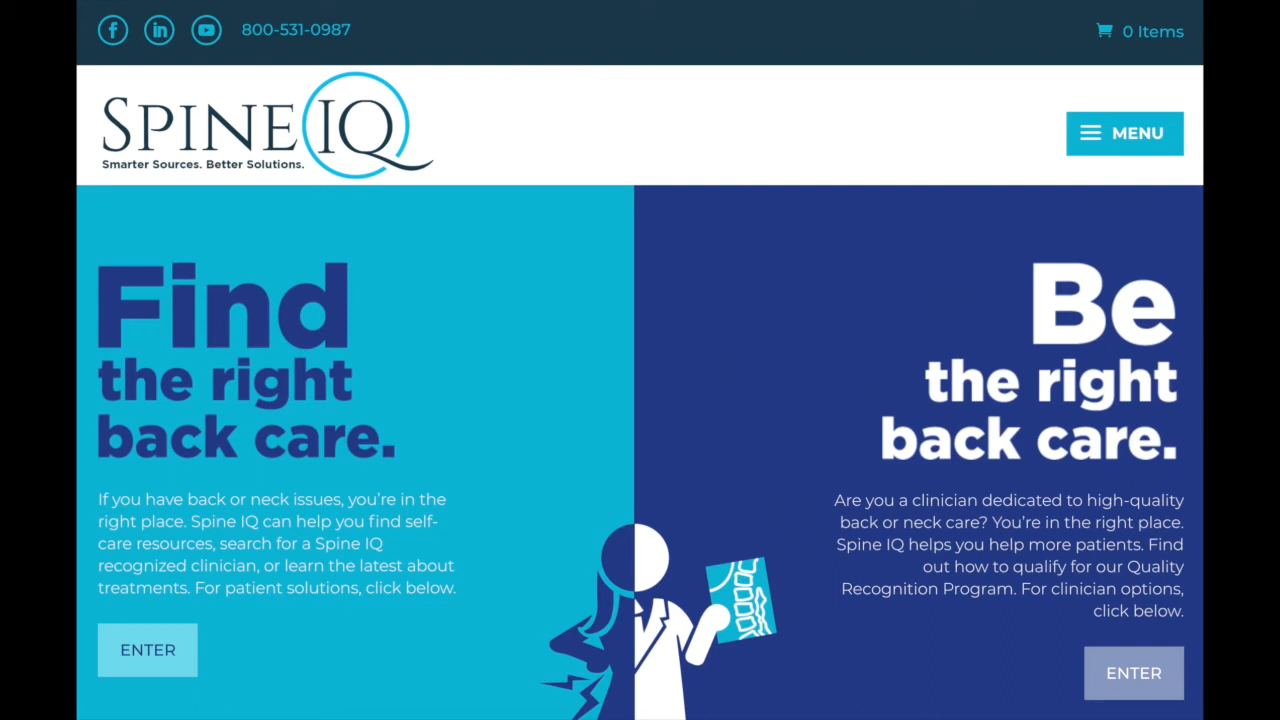 800-531-0987
0 Items
SPINE IQ
Smarter Sources. Better Solutions.
MENU
Find
the right
back care.
If you have back or neck issues, you're in the
right place. Spine IQ can help you find self-
care resources, search for a Spine IQ
recognized clinician, or learn the latest about
treatments. For patient solutions, click below.
ENTER
Be
the right
back care.
Are you a clinician dedicated to high-quality
back or neck care? You're in the right place.
Spine IQ helps you help more patients. Find
out how to qualify for our Quality
Recognition Program. For clinician options,
click below.
ENTER